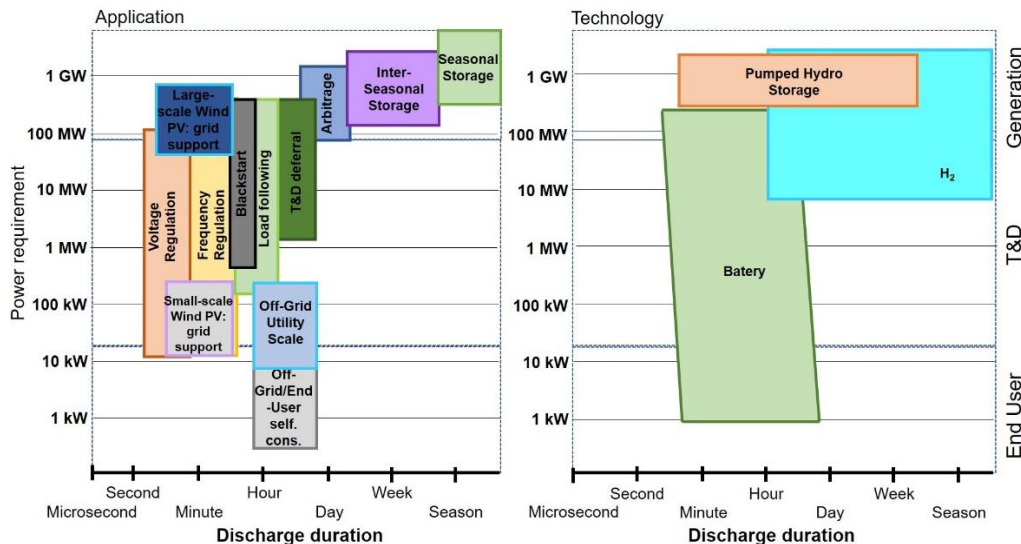 Application
Power requirement
1 GW
100 MW
10 MW
1 MW
100 kW
10 kW
1 kW
Large-
scale Wind
PV: grid
support
Voltage
Regulation
Frequency
Regulation
Blackstart
Load following
T&D deferral
Arbitrage
Inter-
Seasonal
Storage
Seasonal
Storage
Small-scale
Wind PV:
grid
support
Off-Grid
Utility
Scale
Off-
Grid/End
-User
self.
cons.
Second
Hour
Week
Microsecond
Minute
Day
Season
Discharge duration
Technology
1 GW
100 MW
10 MW
1 MW
100 kW
10 kW
1 kW
Pumped Hydro
Storage
H₂
Batery
Generation
T&D
End User
Second
Hour
Week
Microsecond
Minute
Day
Season
Discharge duration